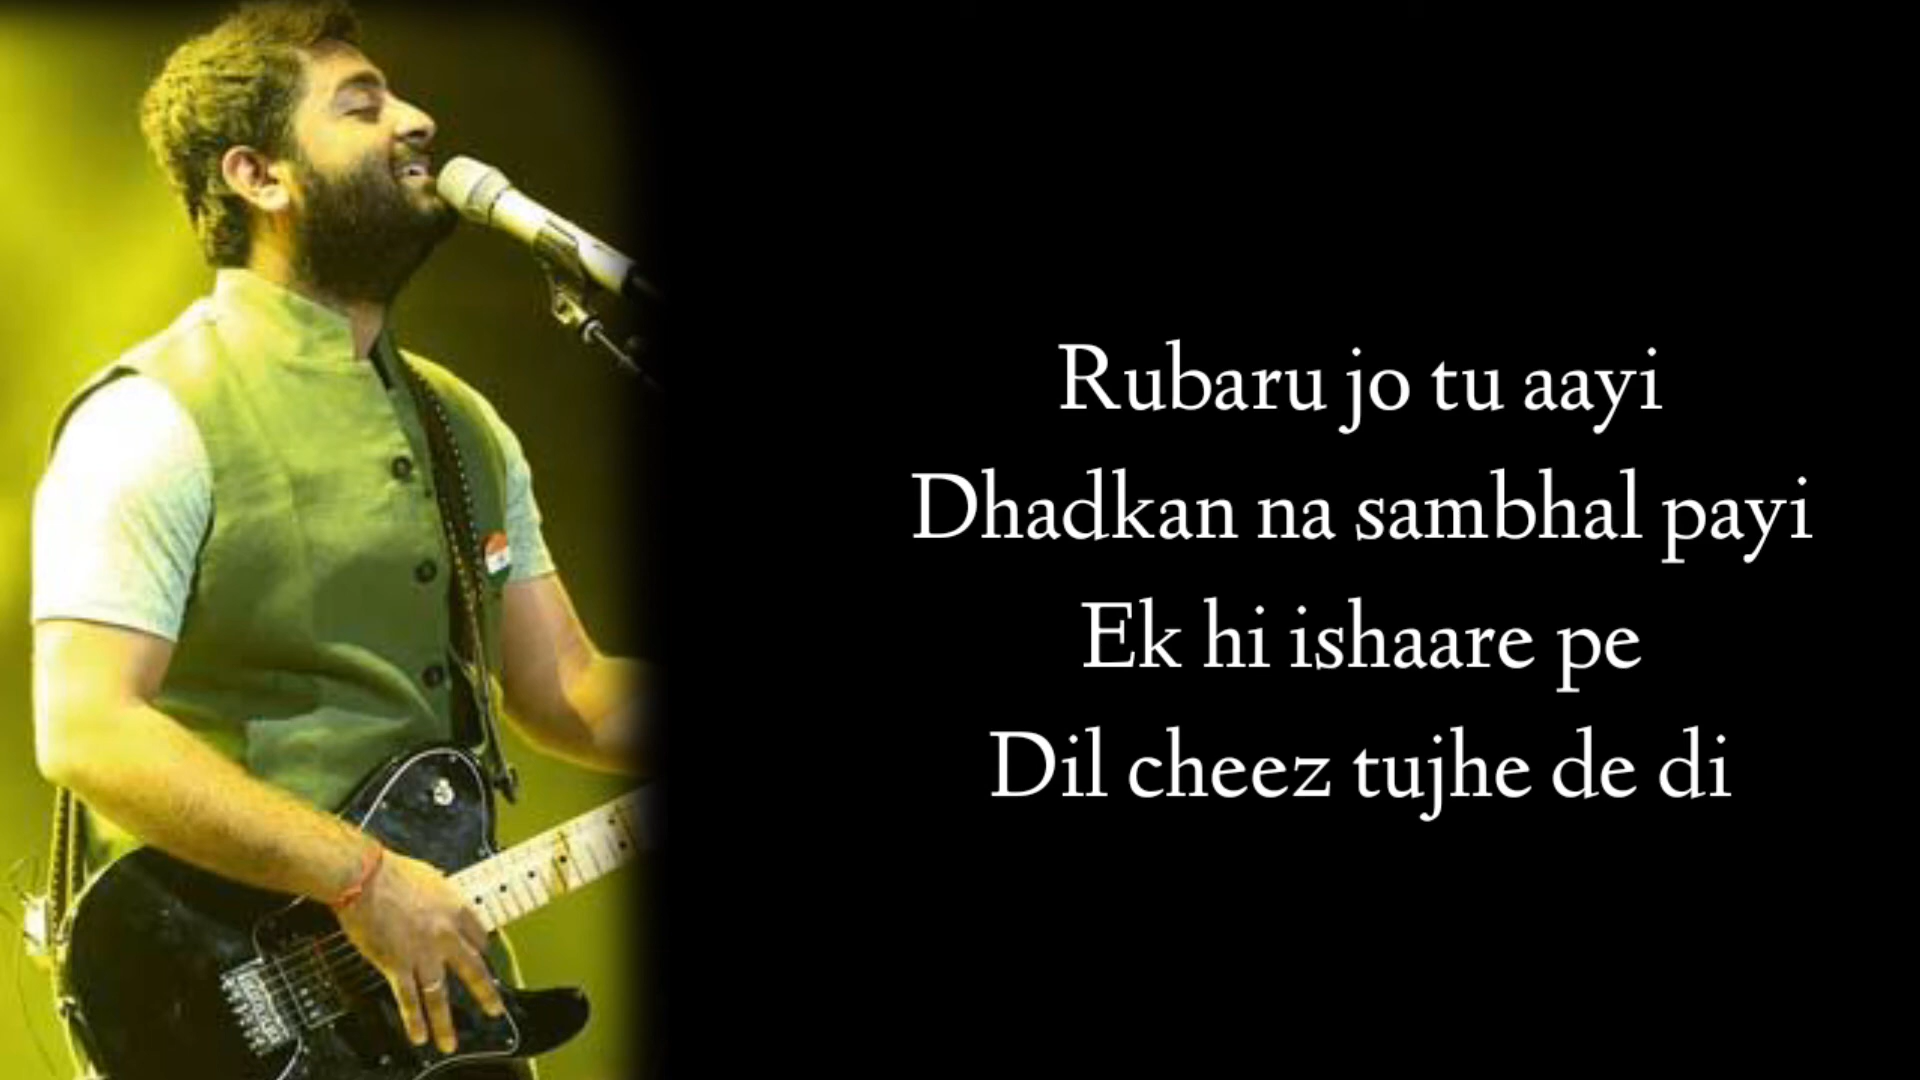 Rubaru jo tu aayi
Dhadkan na sambhal payi
Ek hi ishaare pe
Dil cheez tujhe de di